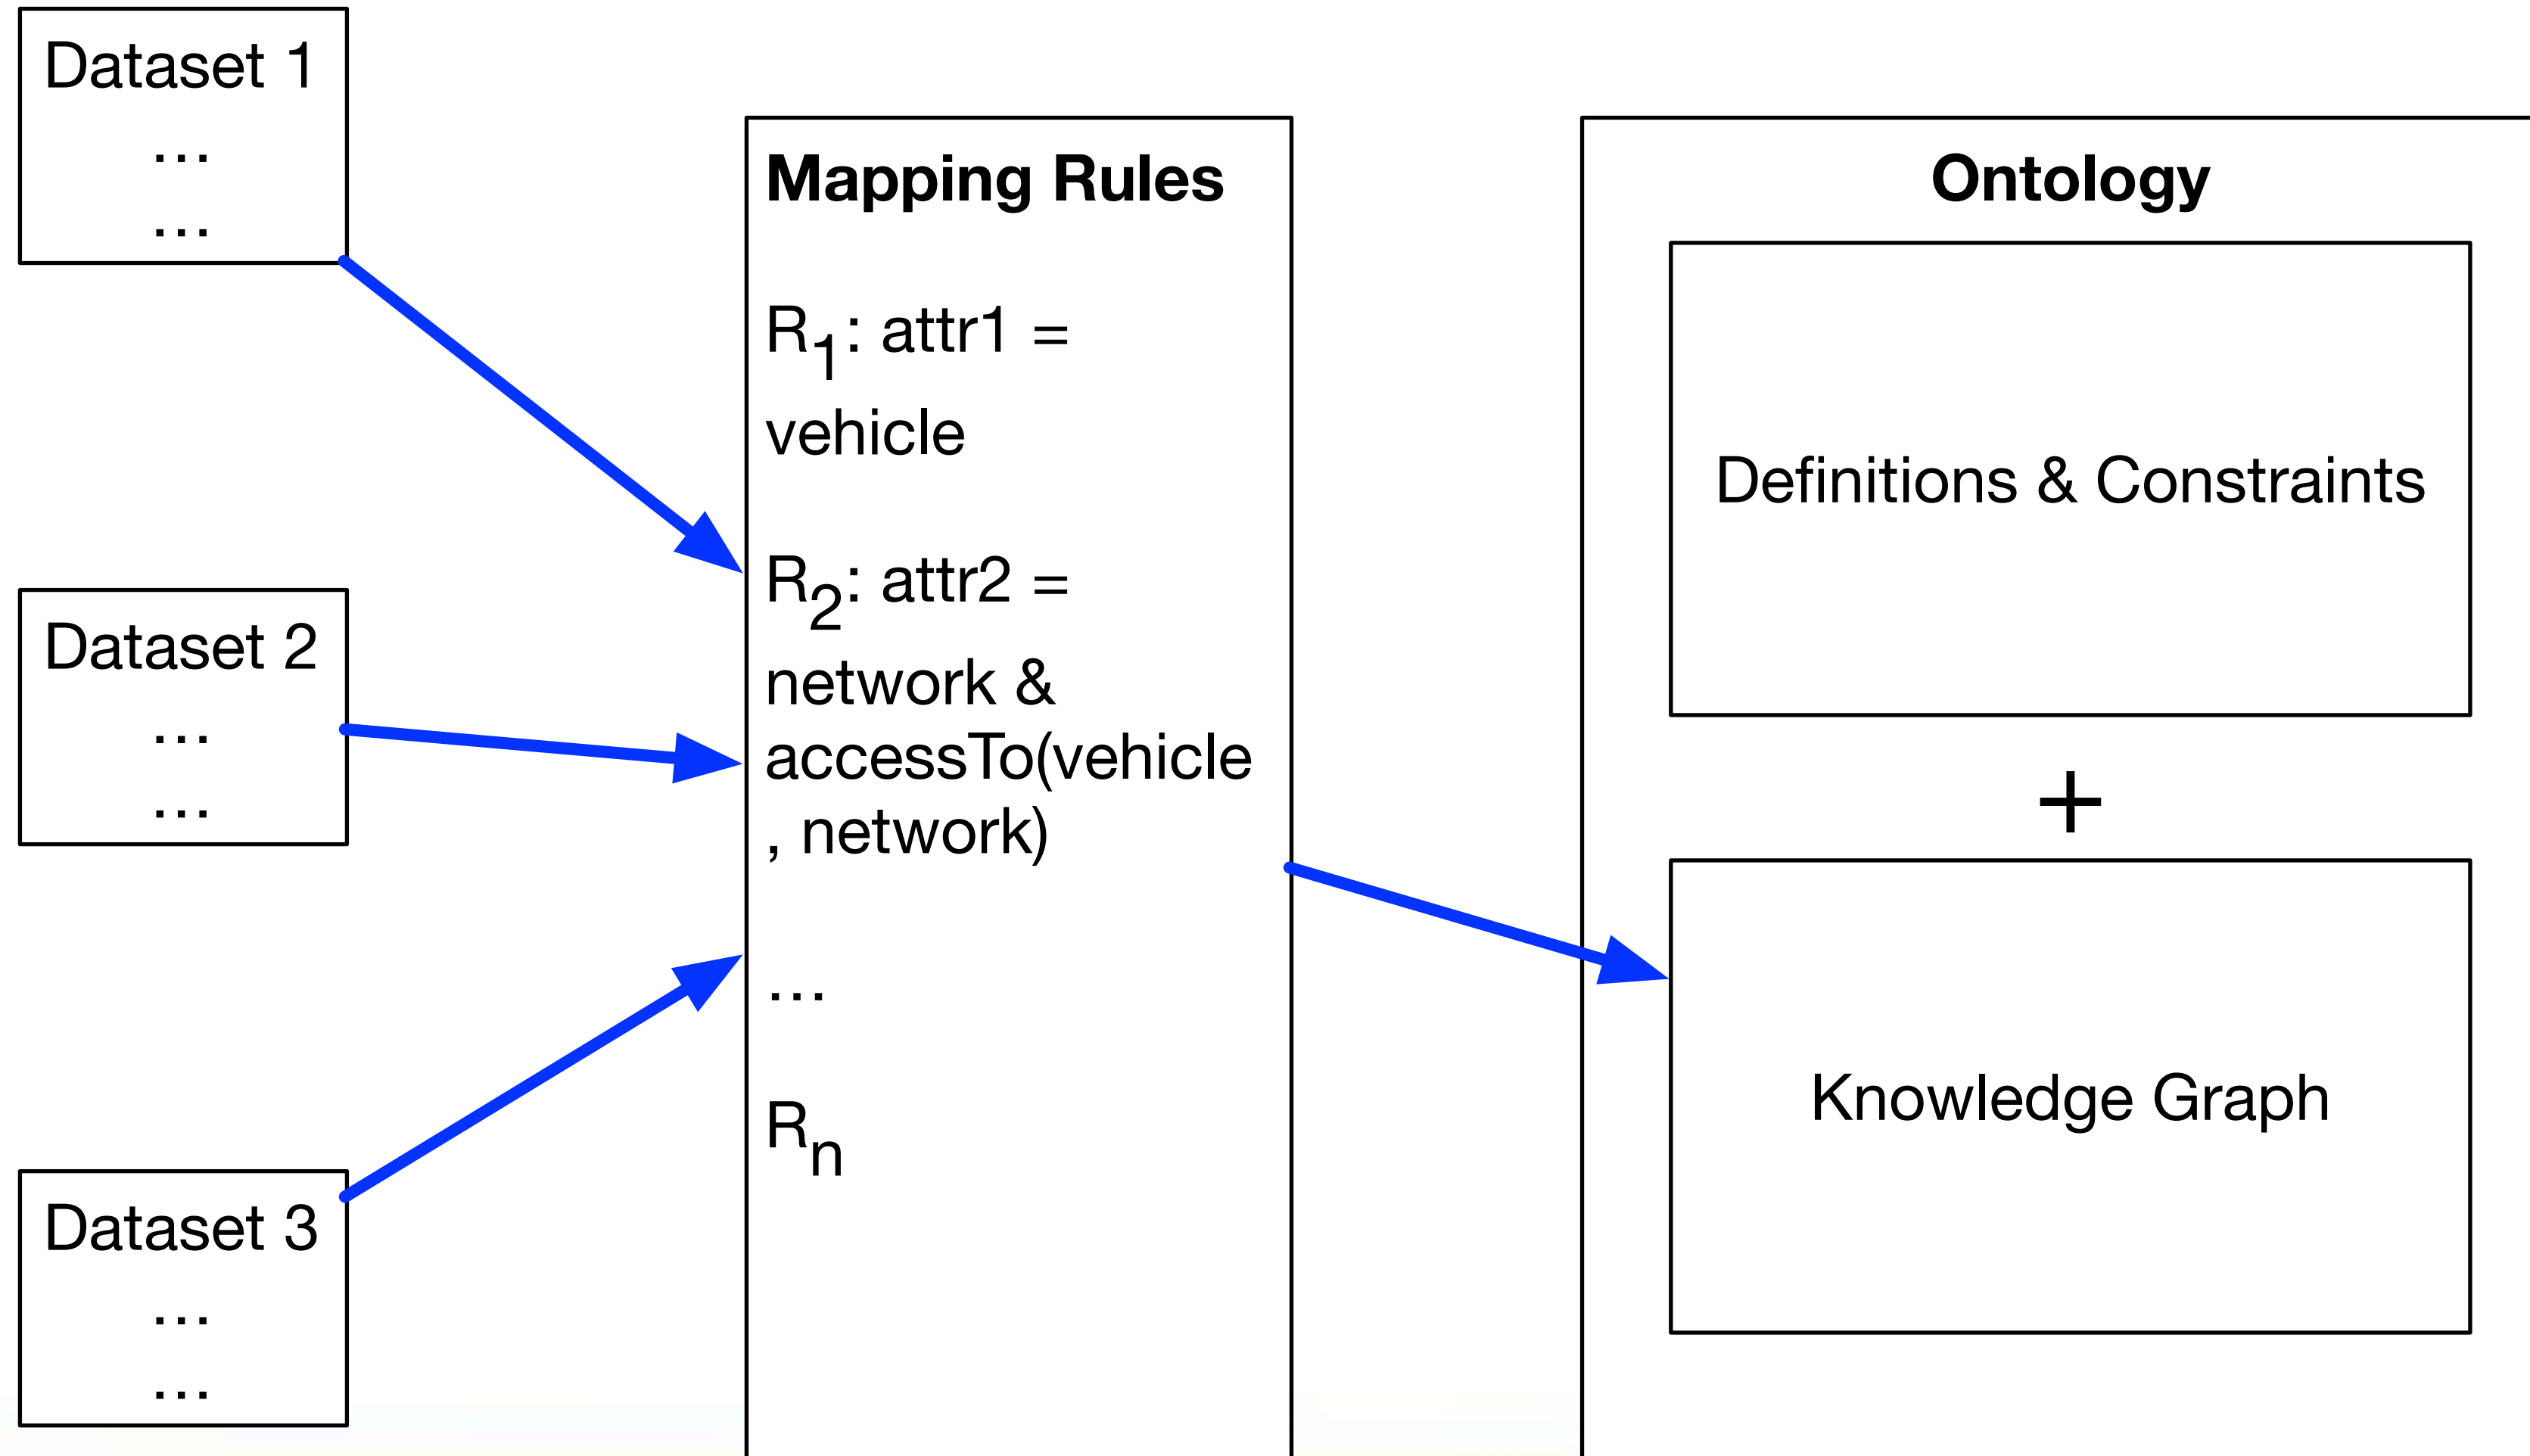 Dataset 1
...
...
Dataset 2
...
...
Dataset 3
...
...
Mapping Rules
R1: attr1 =
vehicle
R2: attr2 =
network &
accessTo(vehicle
, network)
...
Rn
Ontology
Definitions & Constraints
+
Knowledge Graph